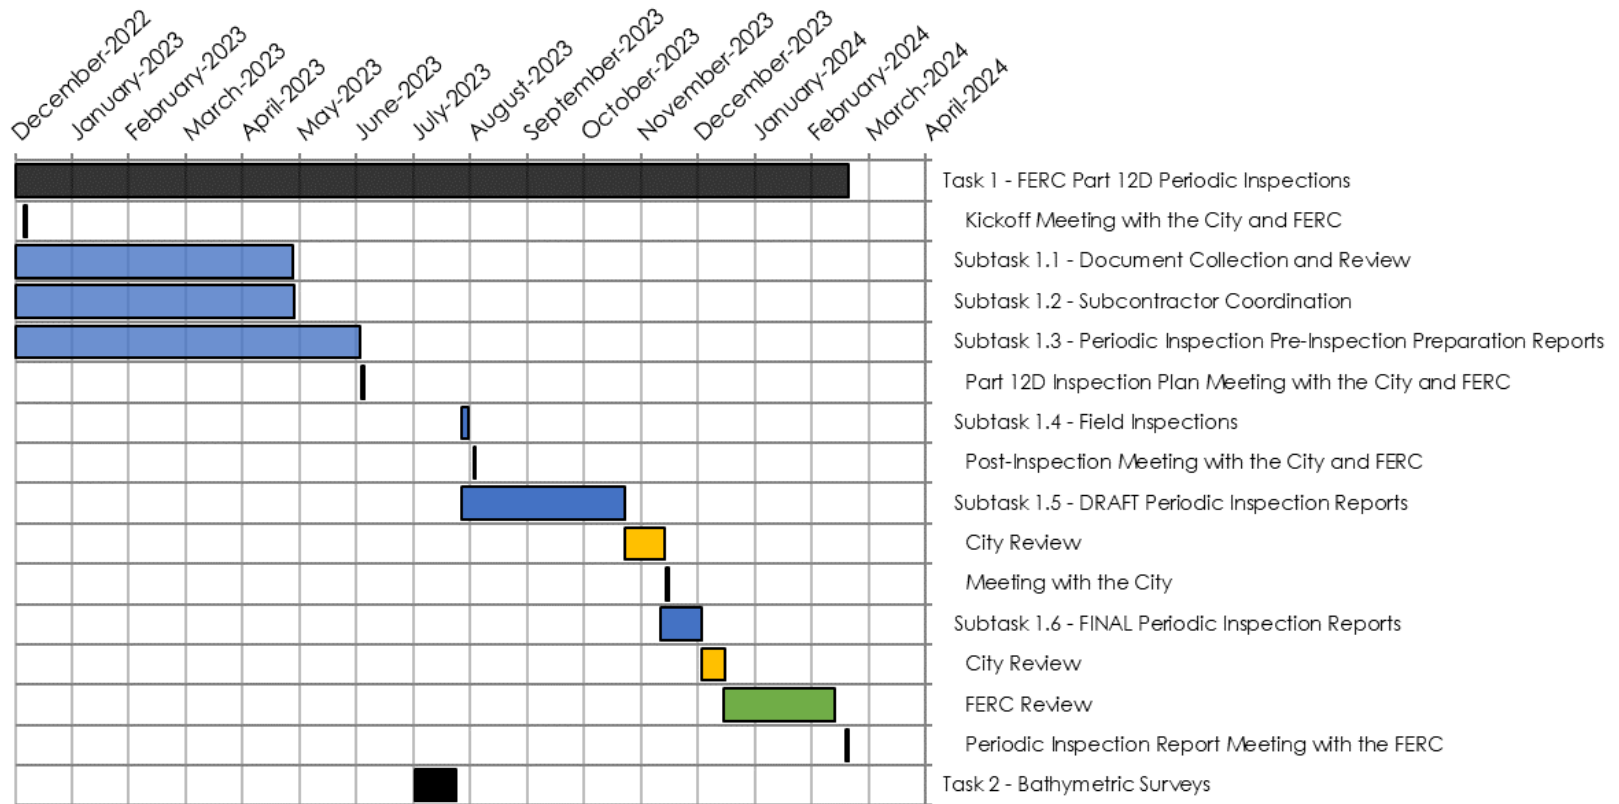 December-2022
January-2023
February-2023
March-2023
April-2023
May-2023
June-2023
July-2023
August-2023
September-2023
October-2023
November-2023
December-2023
January-2024
February-2024
March-2024
April-2024
Task 1 - FERC Part 12D Periodic Inspections
Kickoff Meeting with the City and FERC
Subtask 1.1 - Document Collection and Review
Subtask 1.2 - Subcontractor Coordination
Subtask 1.3 - Periodic Inspection Pre-Inspection Preparation Reports
Part 12D Inspection Plan Meeting with the City and FERC
Subtask 1.4 - Field Inspections
Post-Inspection Meeting with the City and FERC
Subtask 1.5 - DRAFT Periodic Inspection Reports
City Review
Meeting with the City
Subtask 1.6 - FINAL Periodic Inspection Reports
City Review
FERC Review
Periodic Inspection Report Meeting with the FERC
Task 2 - Bathymetric Surveys